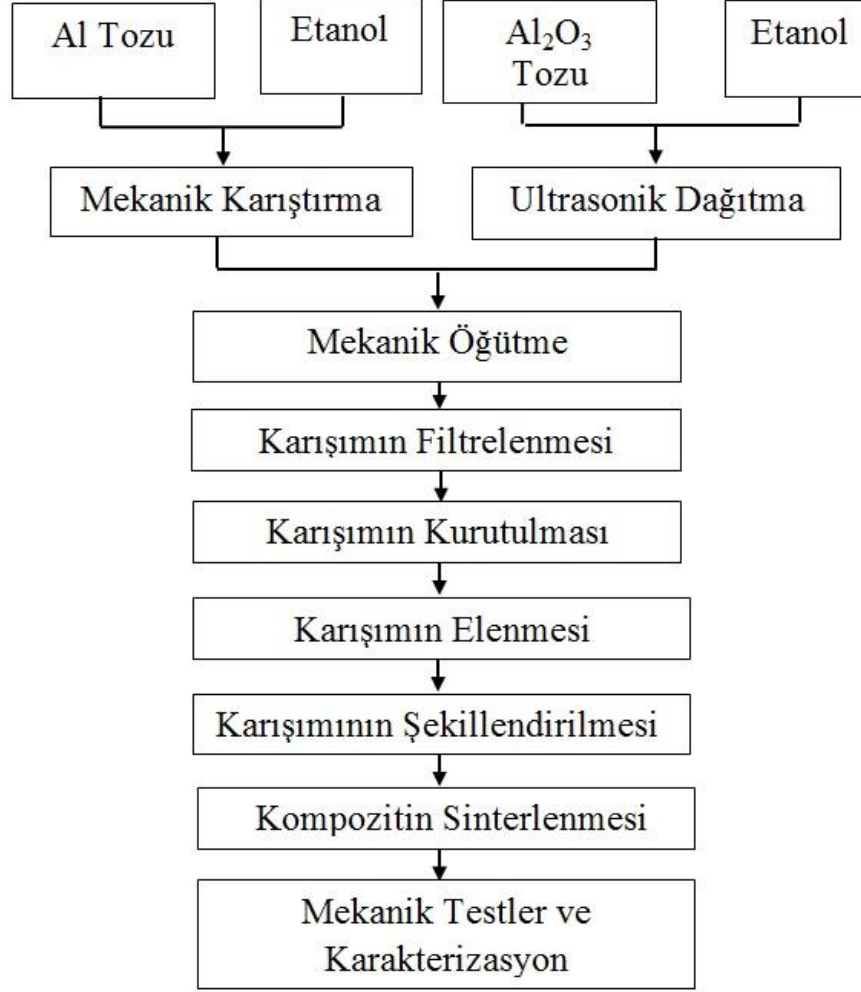 Al Tozu
Etanol
Al₂O₃
Tozu
Etanol
Mekanik Karıştırma
Ultrasonik Dağıtma
Mekanik Öğütme
Karışımın Filtrelenmesi
Karışımın Kurutulması
Karışımın Elenmesi
Karışımının Şekillendirilmesi
Kompozitin Sinterlenmesi
Mekanik Testler ve
Karakterizasyon